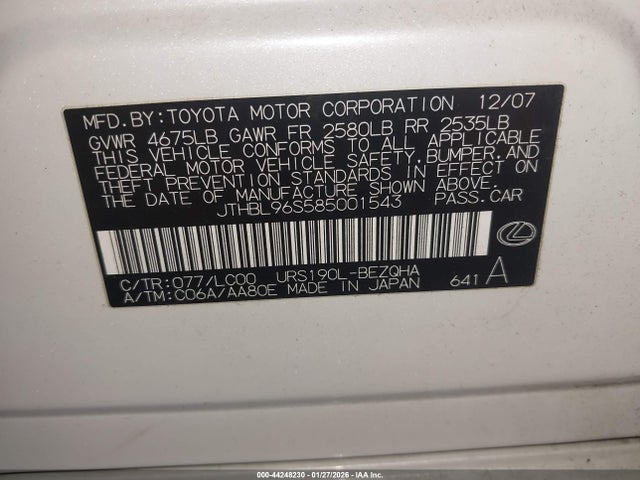 MFD.BY:TOYOTA MOTOR CORPORATION 12/07
GVWR 4675LB GAWR FR 2580LB RR 2535LB
THIS VEHICLE CONFORMS TO ALL APPLICABLE
FEDERAL MOTOR VEHICLE SAFETY,BUMPER,AND
THEFT PREVENTION STANDARDS IN EFFECT ON
THE DATE OF MANUFACTURE SHOWN ABOVE.
JTHBL96S585001543 PASS.CAR
C/TR:077/LC00 URS190L-BEZQHA
A/TM:C06A/AA80E MADE IN JAPAN 641 A
000-44248230 - 01/27/2026 - IAA Inc.